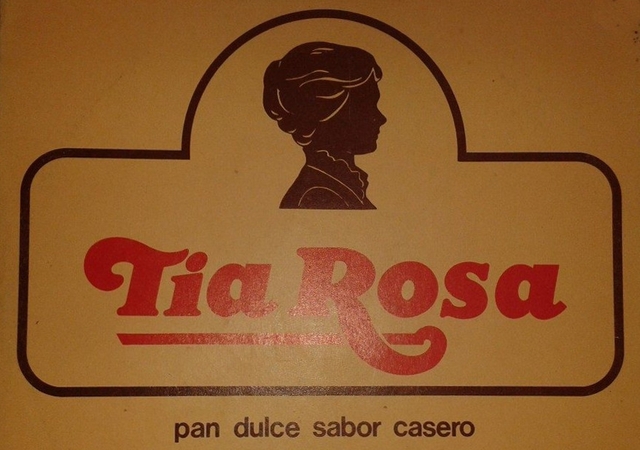 Tia Rosa
pan dulce sabor casero